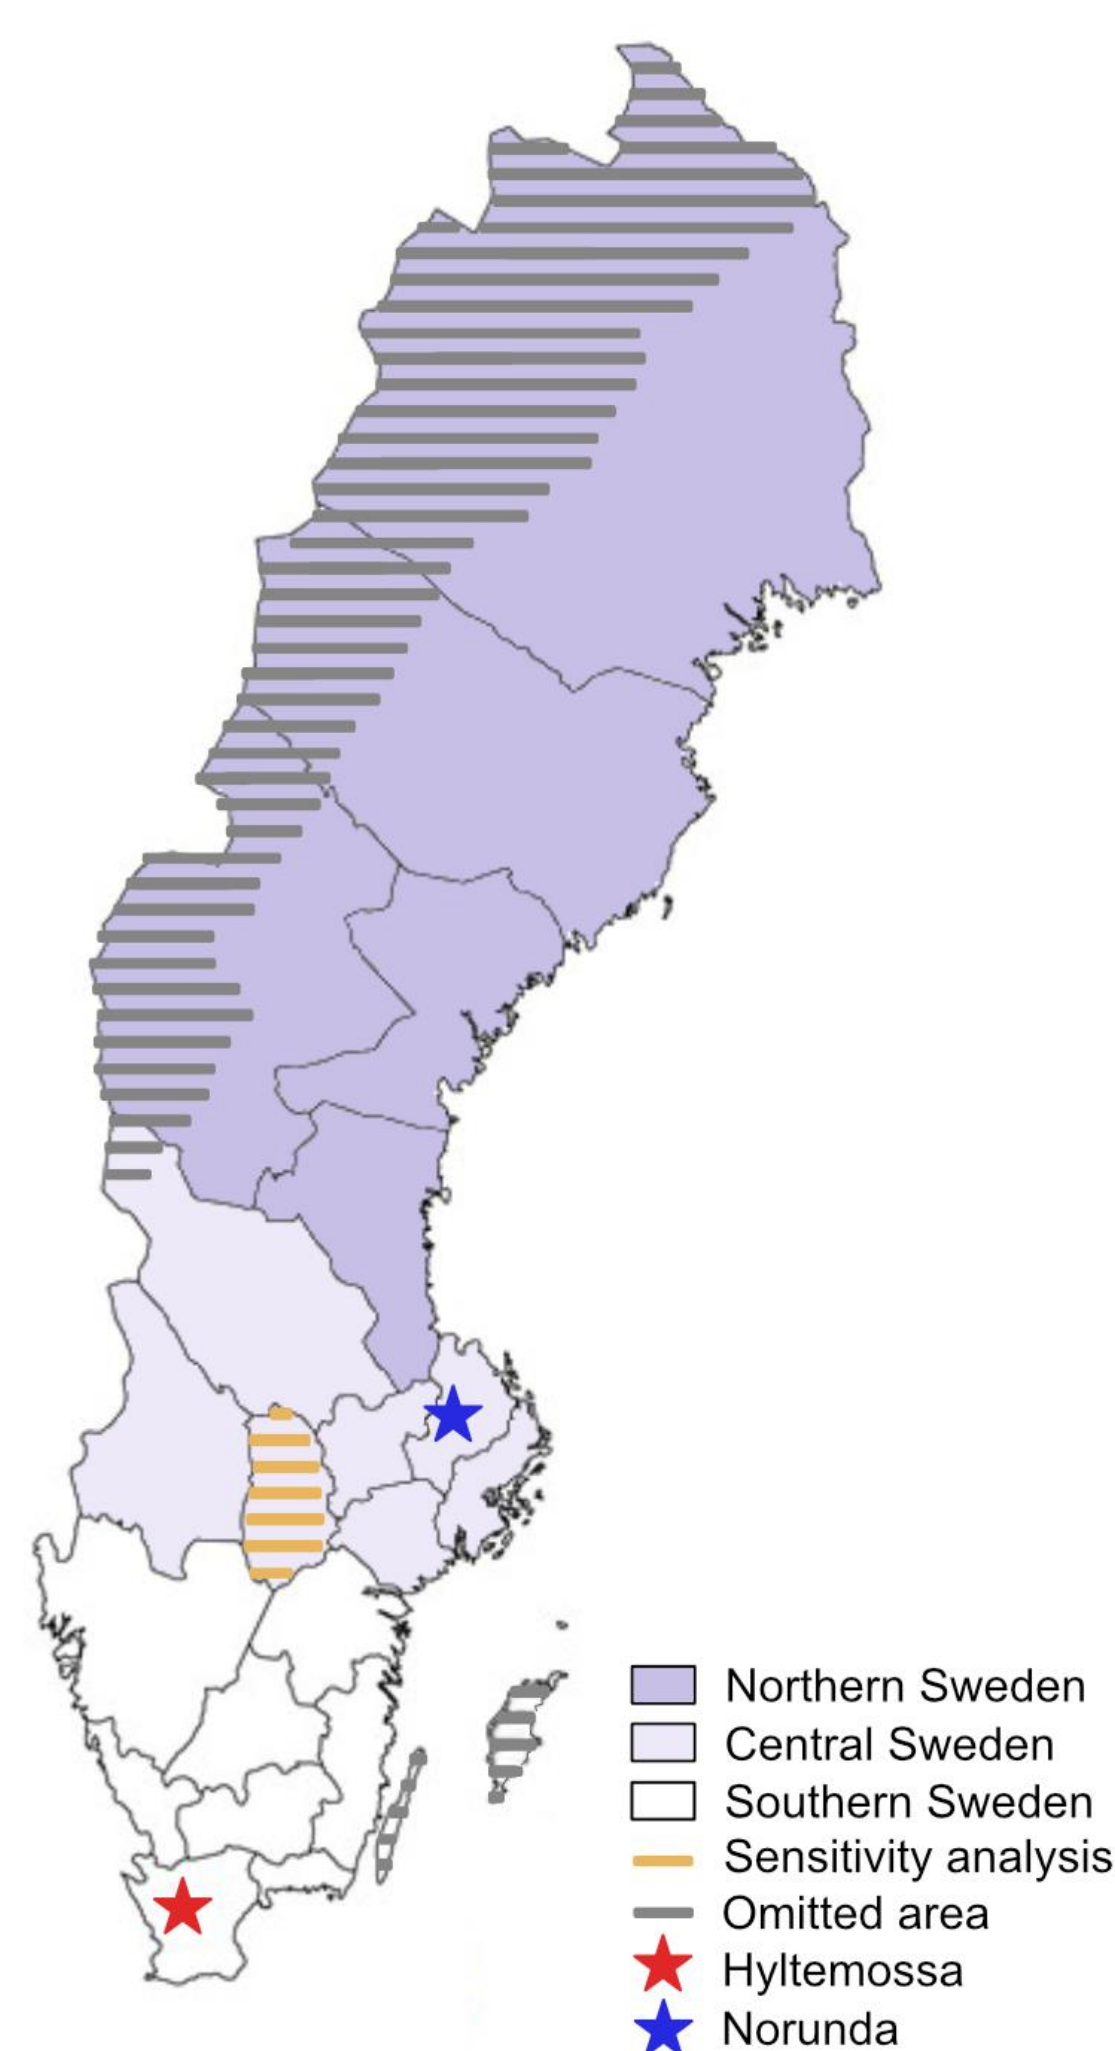 Northern Sweden
Central Sweden
Southern Sweden
Sensitivity analysis
Omitted area
Hyltemossa
Norunda